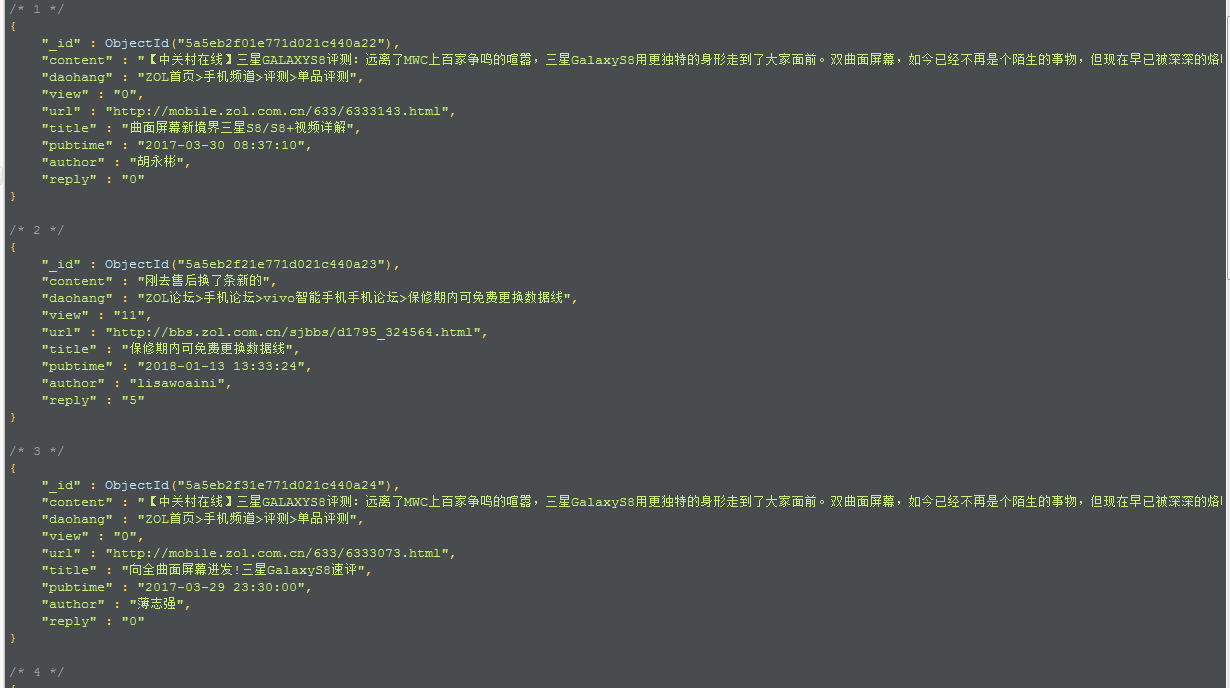 /* 1 */
{
"_id" : ObjectId("5a5eb2f01e771d021c440a22"),
"content" : "【中关村在线】三星GALAXYS8评测：远离了MWC上百家争鸣的喧嚣，三星GalaxyS8用更独特的身形走到了大家面前。双曲面屏幕，如今已经不再是个陌生的事物，但现在早已被深深的烙
"daohang" : "ZOL首页>手机频道>评测>单品评测",
"view" : "0",
"url" : "http://mobile.zol.com.cn/633/6333143.html",
"title" : "曲面屏幕新境界三星S8/S8+视频详解",
"pubtime" : "2017-03-30 08:37:10",
"author" : "胡永彬",
"reply" : "0"
}
/* 2 */
{
"_id" : ObjectId("5a5eb2f21e771d021c440a23"),
"content" : "刚去售后换了条新的",
"daohang" : "ZOL论坛>手机论坛>vivo智能手机手机论坛>保修期内可免费更换数据线",
"view" : "11",
"url" : "http://bbs.zol.com.cn/sjbbs/d1795_324564.html",
"title" : "保修期内可免费更换数据线",
"pubtime" : "2018-01-13 13:33:24",
"author" : "lisawoaini",
"reply" : "5"
}
/* 3 */
{
"_id" : ObjectId("5a5eb2f31e771d021c440a24"),
"content" : "【中关村在线】三星GALAXYS8评测：远离了MWC上百家争鸣的喧嚣，三星GalaxyS8用更独特的身形走到了大家面前。双曲面屏幕，如今已经不再是个陌生的事物，但现在早已被深深的烙
"daohang" : "ZOL首页>手机频道>评测>单品评测",
"view" : "0",
"url" : "http://mobile.zol.com.cn/633/6333073.html",
"title" : "向全曲面屏幕进发!三星GalaxyS8速评",
"pubtime" : "2017-03-29 23:30:00",
"author" : "薄志强",
"reply" : "0"
}
/* 4 */
{